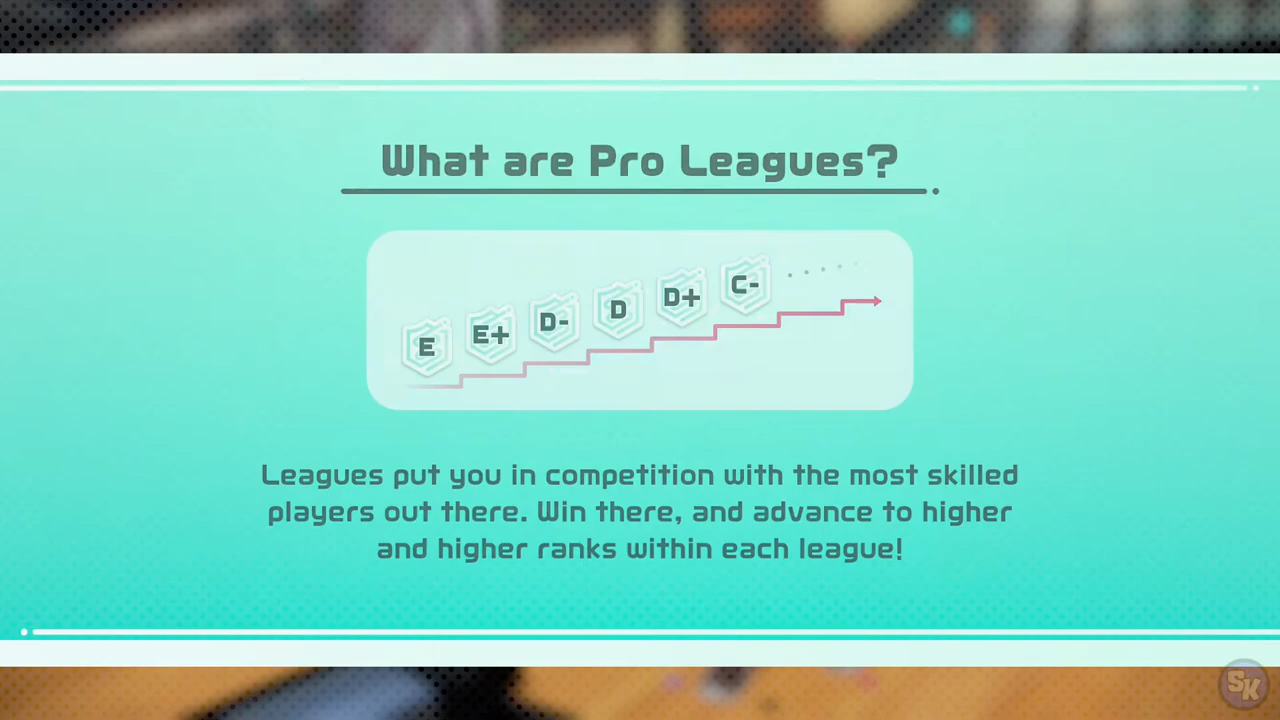 What are Pro Leagues?
E E+ D- D D+ C-
Leagues put you in competition with the most skilled
players out there. Win there, and advance to higher
and higher ranks within each league!
SK